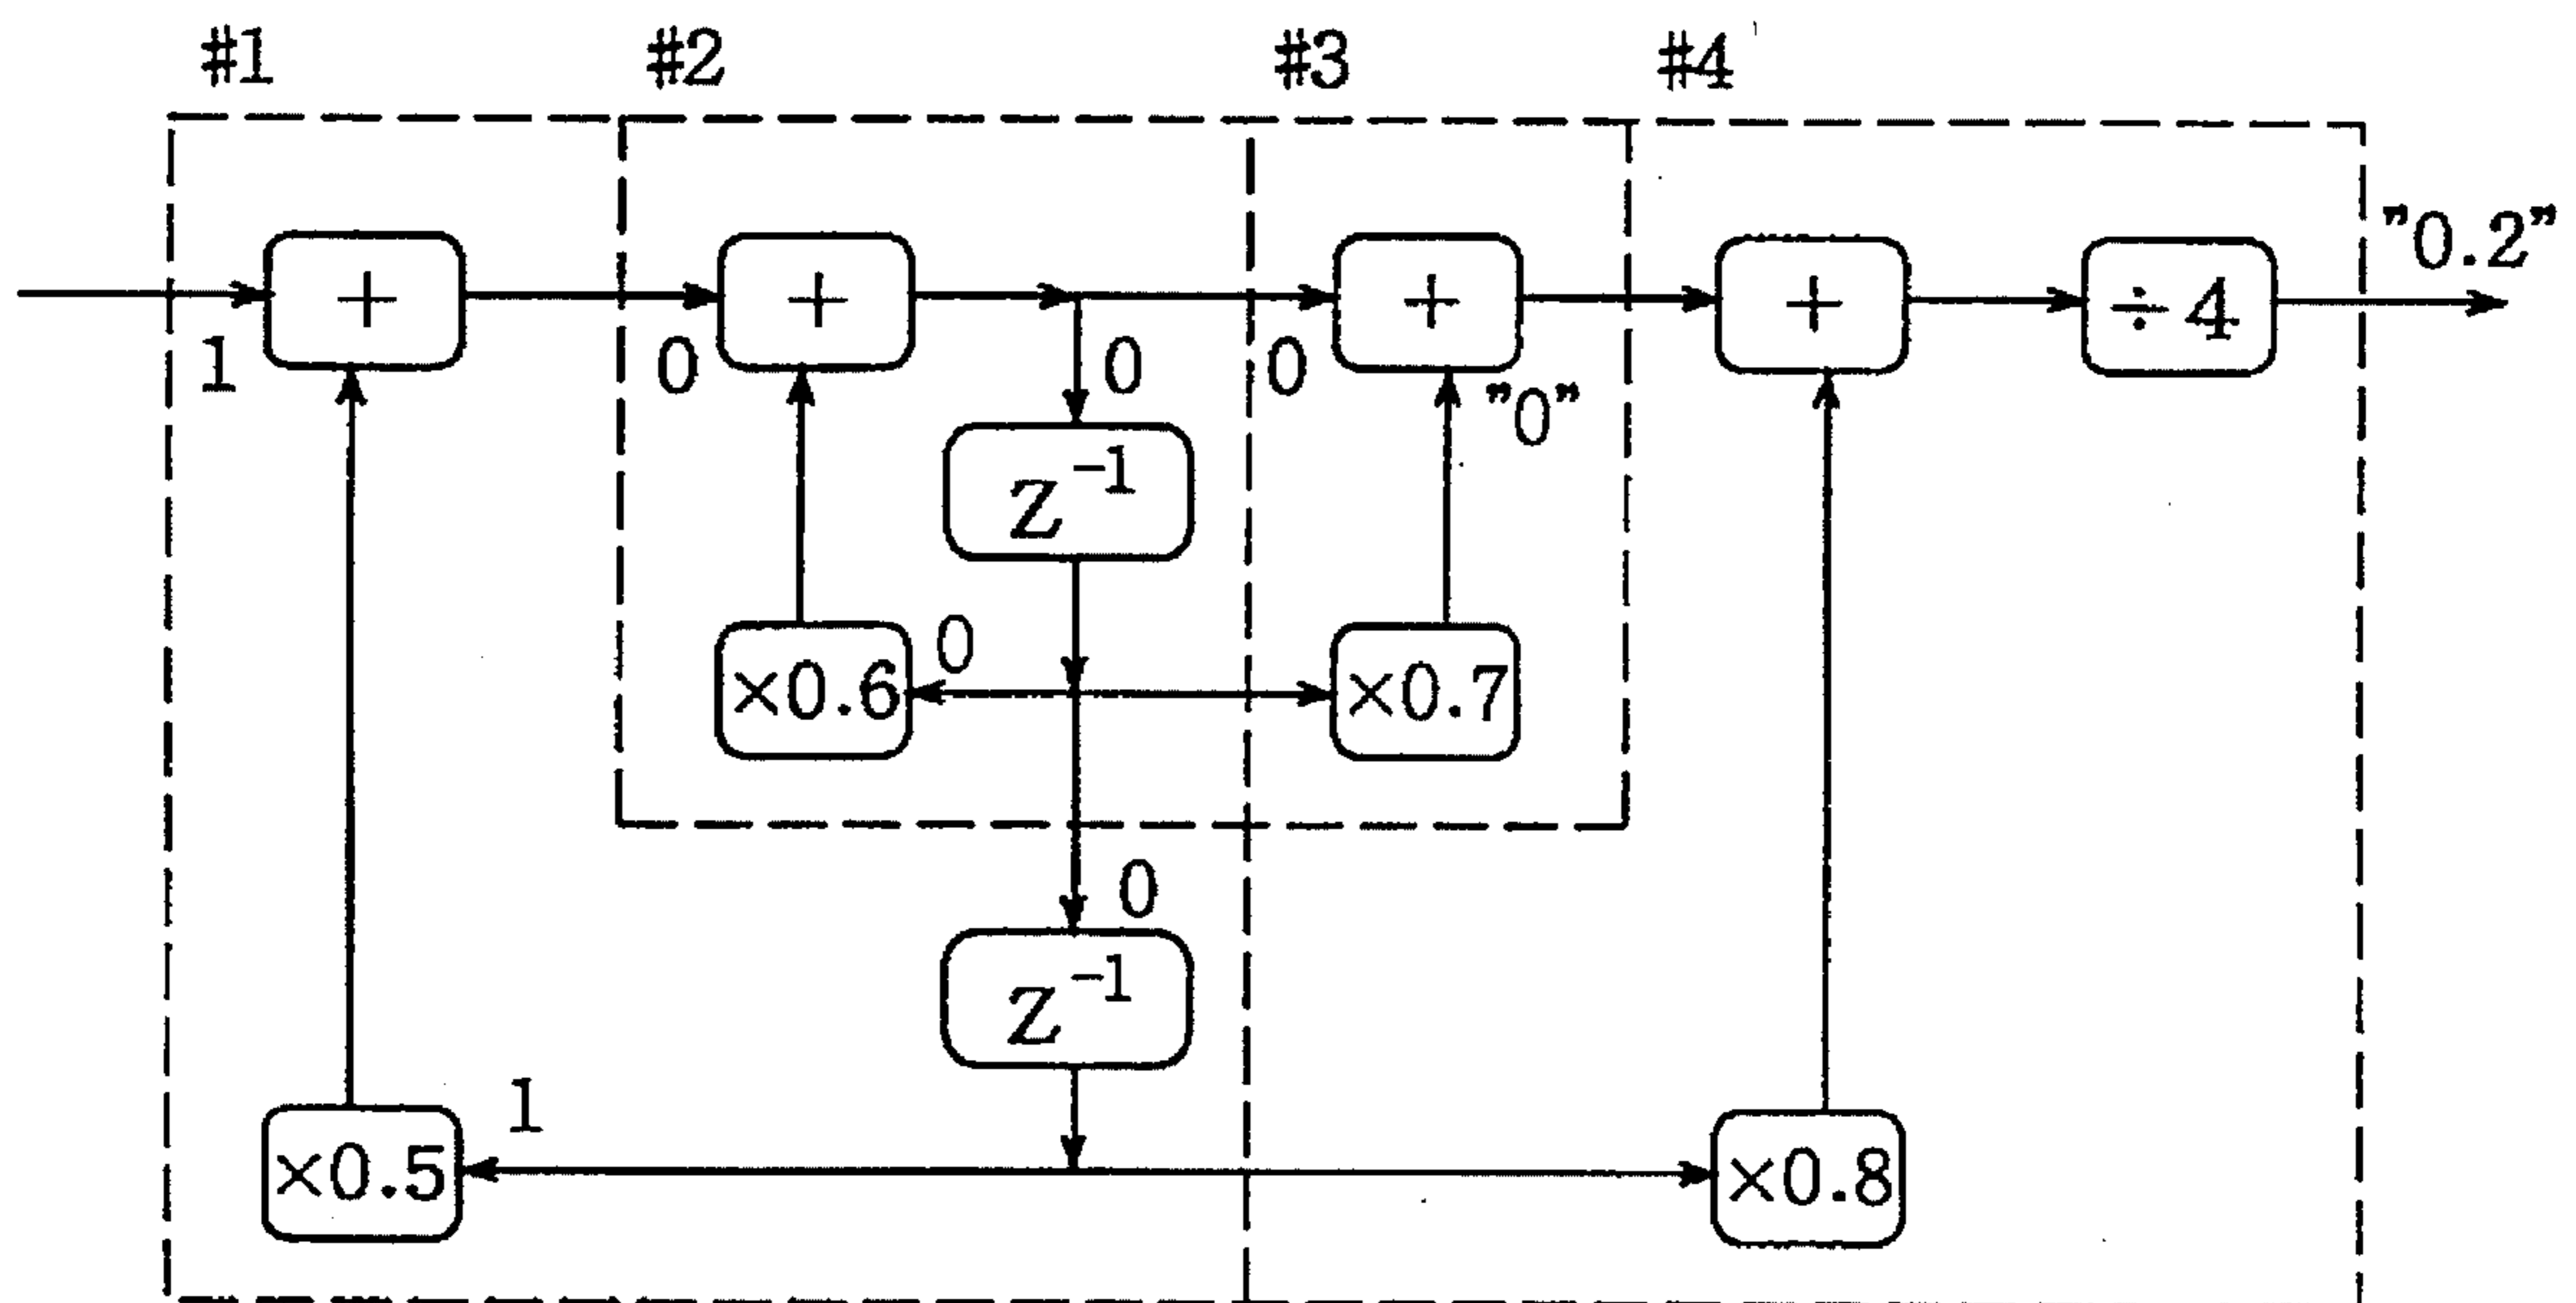 #1 #2 #3 #4
"0.2"
+ + + + ÷4
1 0 0 0 "0"
Z⁻¹
0
×0.6 ×0.7
0
Z⁻¹
1
×0.5 ×0.8